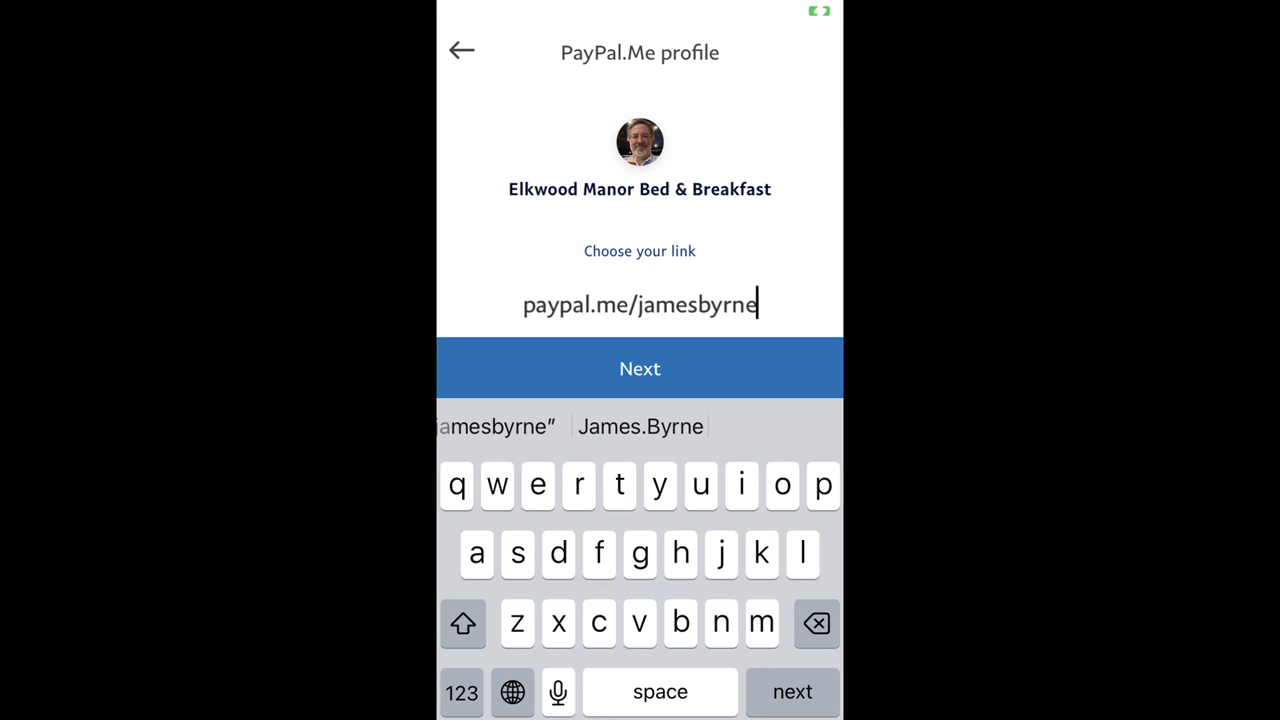 PayPal.Me profile
Elkwood Manor Bed & Breakfast
Choose your link
paypal.me/jamesbyrne
Next
jamesbyrne" James.Byrne
q w e r t y u i o p
a s d f g h j k l
z x c v b n m
123 space next